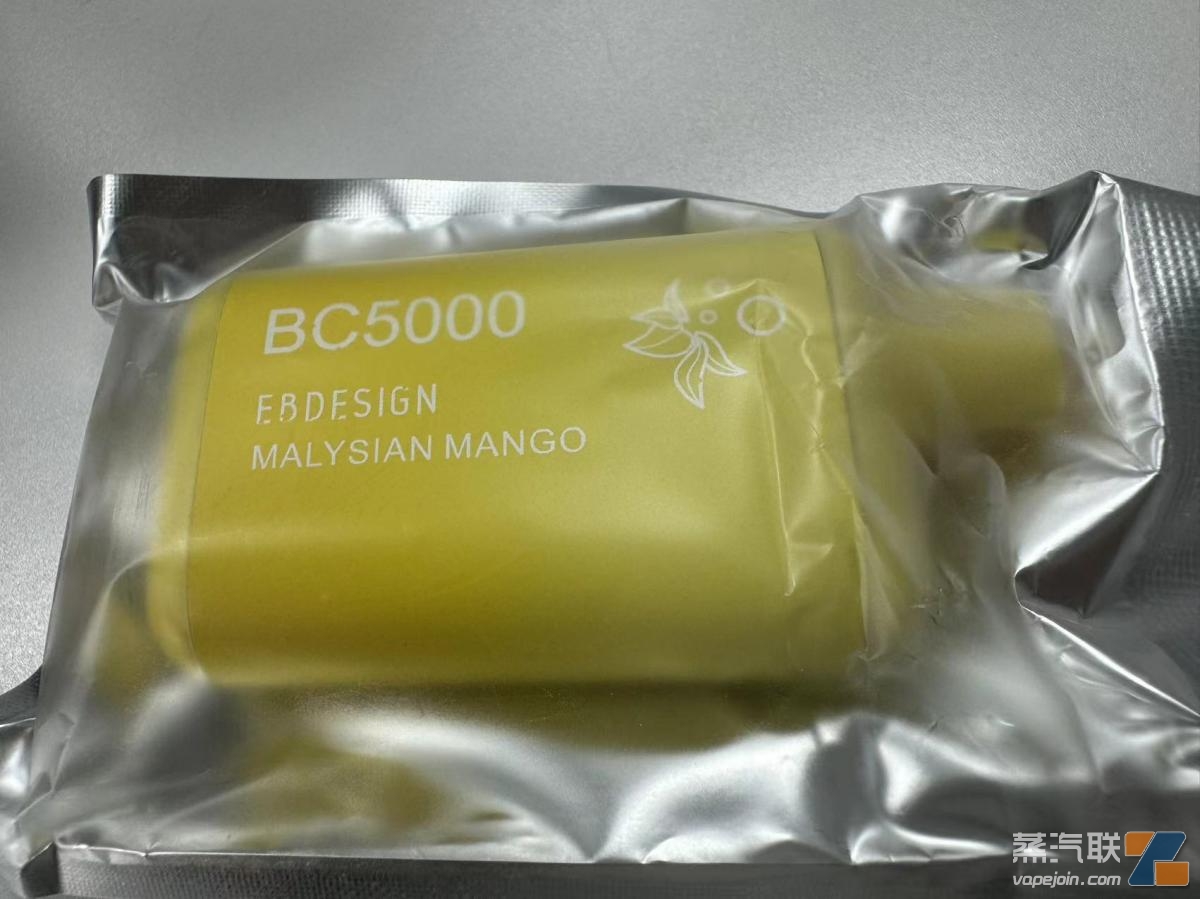 BC5000
EBDESIGN
MALYSIAN MANGO
蒸汽联
vapejoin.com